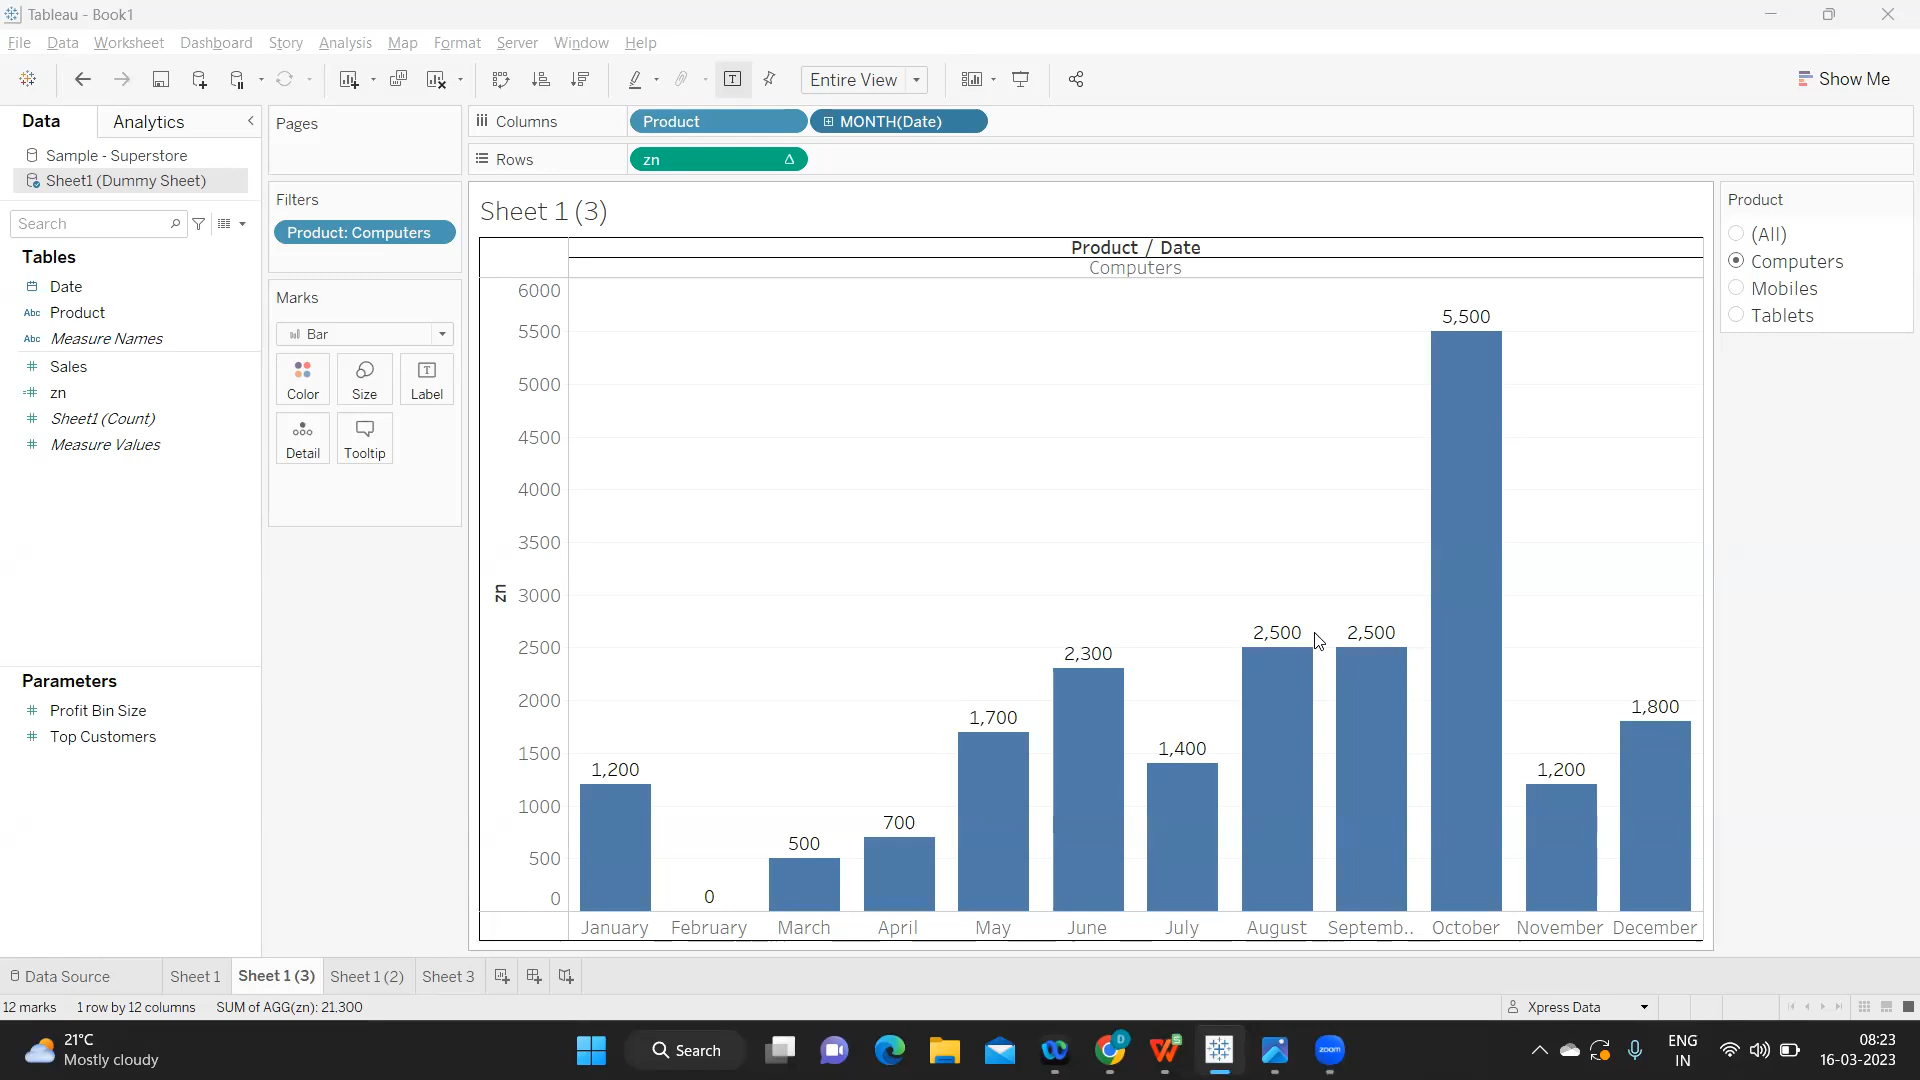 Tableau - Book1
File Data Worksheet Dashboard Story Analysis Map Format Server Window Help
Entire View
Show Me
Data Analytics
Sample - Superstore
Sheet1 (Dummy Sheet)
Search
Tables
Date
Abc Product
Abc Measure Names
Sales
zn
Sheet1 (Count)
Measure Values
Parameters
Profit Bin Size
Top Customers
Pages
Filters
Product: Computers
Marks
Bar
Color Size Label
Detail Tooltip
Columns Product MONTH(Date)
Rows zn Δ
Sheet 1 (3)
Product / Date
Computers
6000
5500
5000
4500
4000
3500
3000
2500
2000
1500
1000
500
0
zn
1,200
0
500
700
1,700
2,300
1,400
2,500
2,500
5,500
1,200
1,800
January February March April May June July August Septemb.. October November December
Product
(All)
Computers
Mobiles
Tablets
Data Source Sheet 1 Sheet 1 (3) Sheet 1 (2) Sheet 3
12 marks 1 row by 12 columns SUM of AGG(zn): 21,300
Xpress Data
21°C
Mostly cloudy
Search
zoom
ENG
IN
08:23
16-03-2023